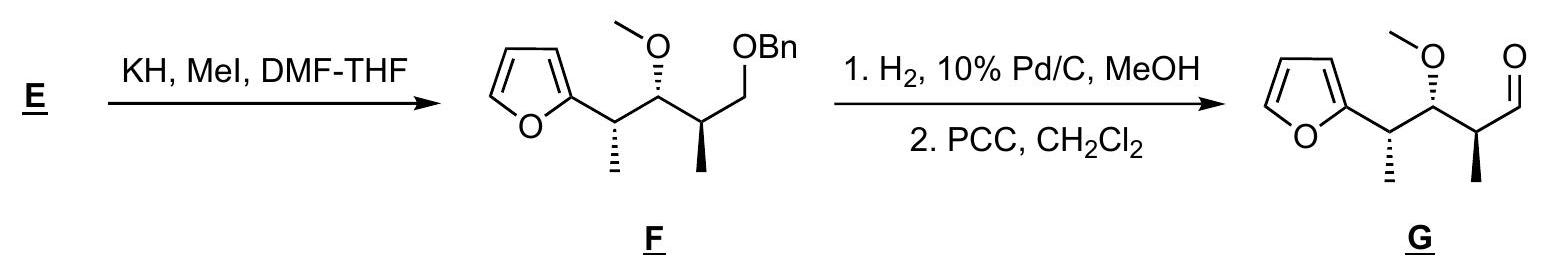 E
KH, MeI, DMF-THF
O
O
OBn
F
1. H₂, 10% Pd/C, MeOH
2. PCC, CH₂Cl₂
O
O
O
G